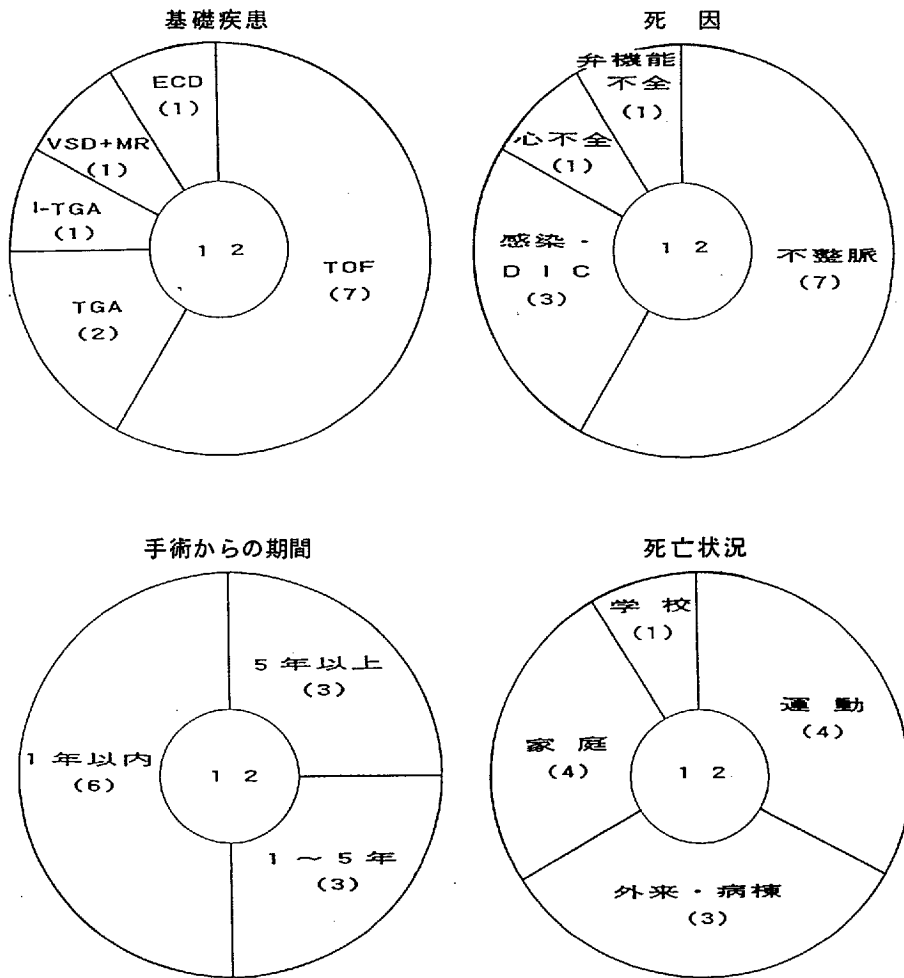 基礎疾患
ECD
(1)
VSD+MR
(1)
I-TGA
(1)
TGA
(2)
TOF
(7)
1 2
死 因
弁機能
不全
(1)
心不全
(1)
感染・
D I C
(3)
不整脈
(7)
1 2
手術からの期間
5 年以上
(3)
1 年以内
(6)
1 ～ 5 年
(3)
1 2
死亡状況
学 校
(1)
運 動
(4)
家 庭
(4)
外来・病棟
(3)
1 2